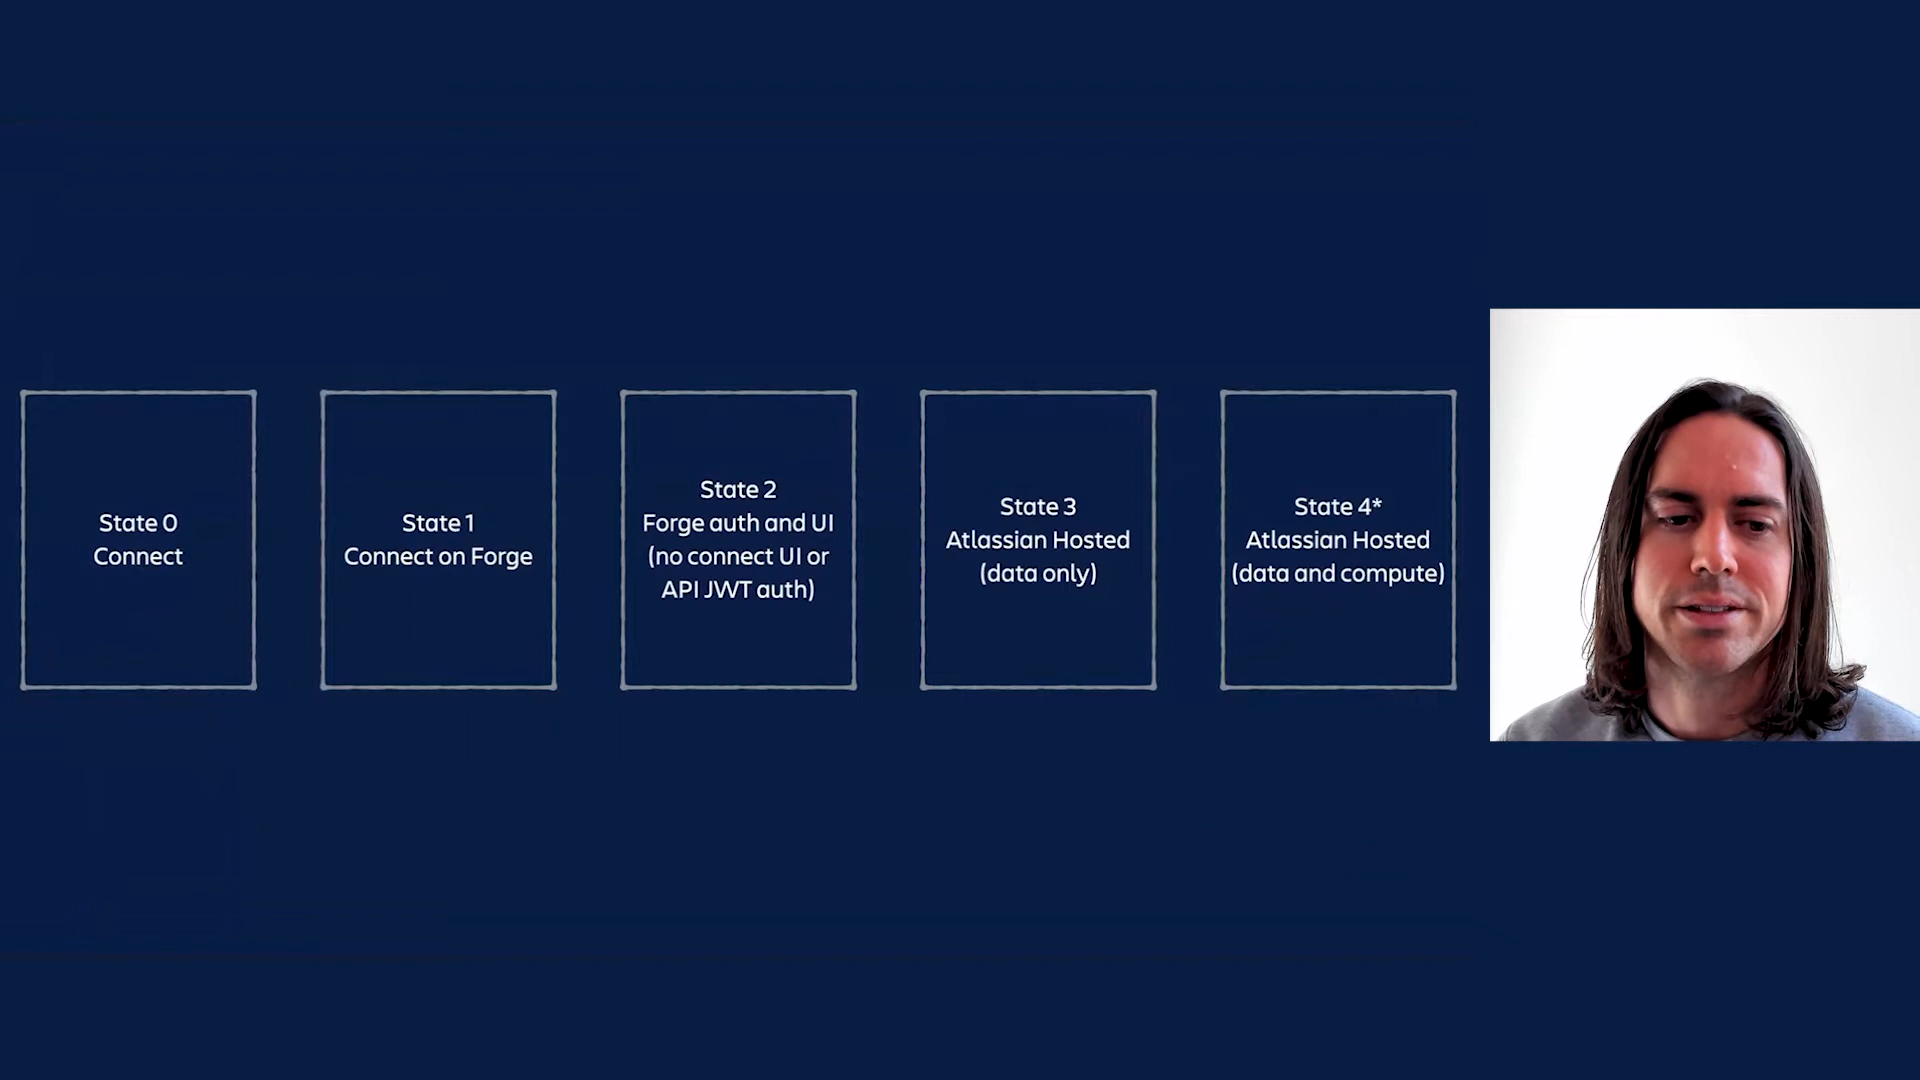 State 0
Connect
State 1
Connect on Forge
State 2
Forge auth and UI
(no connect UI or
API JWT auth)
State 3
Atlassian Hosted
(data only)
State 4*
Atlassian Hosted
(data and compute)